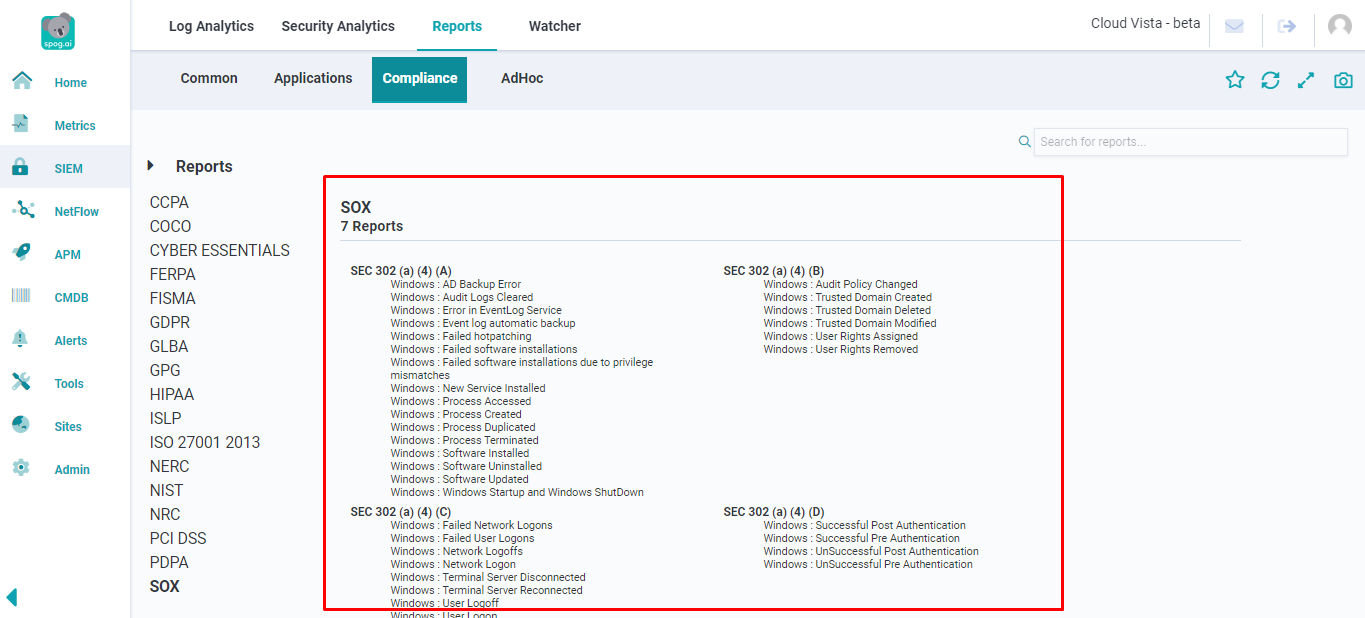 spog.ai
Log Analytics
Security Analytics
Reports
Watcher
Cloud Vista - beta
Home
Metrics
SIEM
NetFlow
APM
CMDB
Alerts
Tools
Sites
Admin
Common
Applications
Compliance
AdHoc
Search for reports...
Reports
CCPA
COCO
CYBER ESSENTIALS
FERPA
FISMA
GDPR
GLBA
GPG
HIPAA
ISLP
ISO 27001 2013
NERC
NIST
NRC
PCI DSS
PDPA
SOX
SOX
7 Reports
SEC 302 (a) (4) (A)
Windows : AD Backup Error
Windows : Audit Logs Cleared
Windows : Error in EventLog Service
Windows : Event log automatic backup
Windows : Failed hotpatching
Windows : Failed software installations
Windows : Failed software installations due to privilege
mismatches
Windows : New Service Installed
Windows : Process Accessed
Windows : Process Created
Windows : Process Duplicated
Windows : Process Terminated
Windows : Software Installed
Windows : Software Uninstalled
Windows : Software Updated
Windows : Windows Startup and Windows ShutDown
SEC 302 (a) (4) (B)
Windows : Audit Policy Changed
Windows : Trusted Domain Created
Windows : Trusted Domain Deleted
Windows : Trusted Domain Modified
Windows : User Rights Assigned
Windows : User Rights Removed
SEC 302 (a) (4) (C)
Windows : Failed Network Logons
Windows : Failed User Logons
Windows : Network Logoffs
Windows : Network Logon
Windows : Terminal Server Disconnected
Windows : Terminal Server Reconnected
Windows : User Logoff
Windows : User Logon
SEC 302 (a) (4) (D)
Windows : Successful Post Authentication
Windows : Successful Pre Authentication
Windows : UnSuccessful Post Authentication
Windows : UnSuccessful Pre Authentication